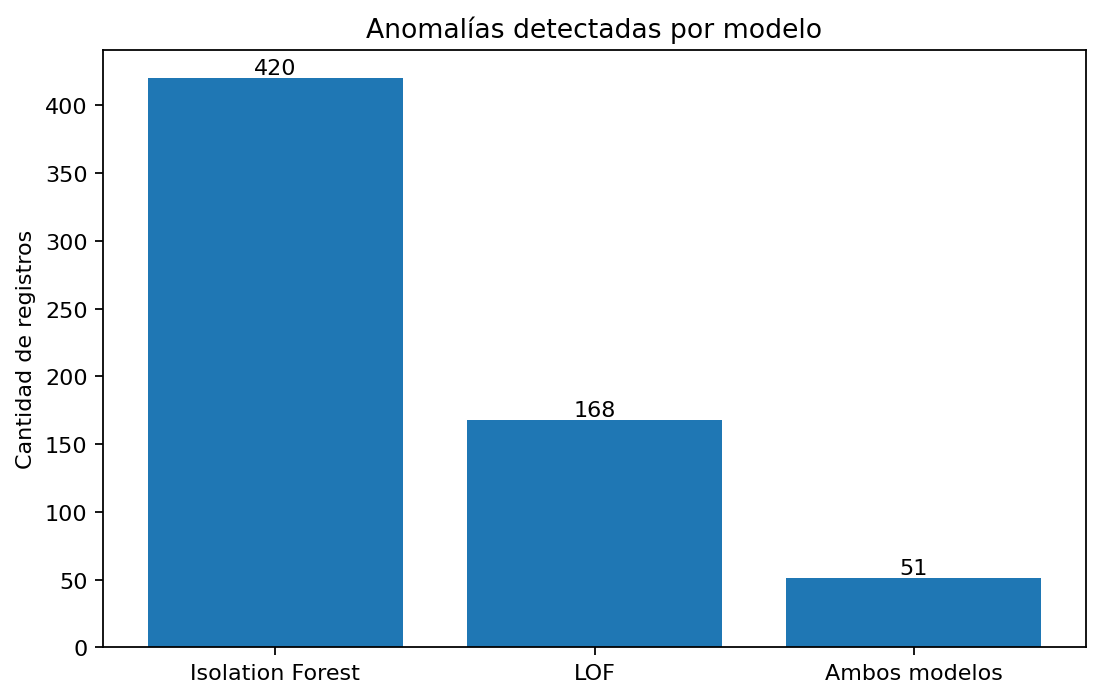 Anomalías detectadas por modelo
Cantidad de registros
400
350
300
250
200
150
100
50
0
420
168
51
Isolation Forest
LOF
Ambos modelos